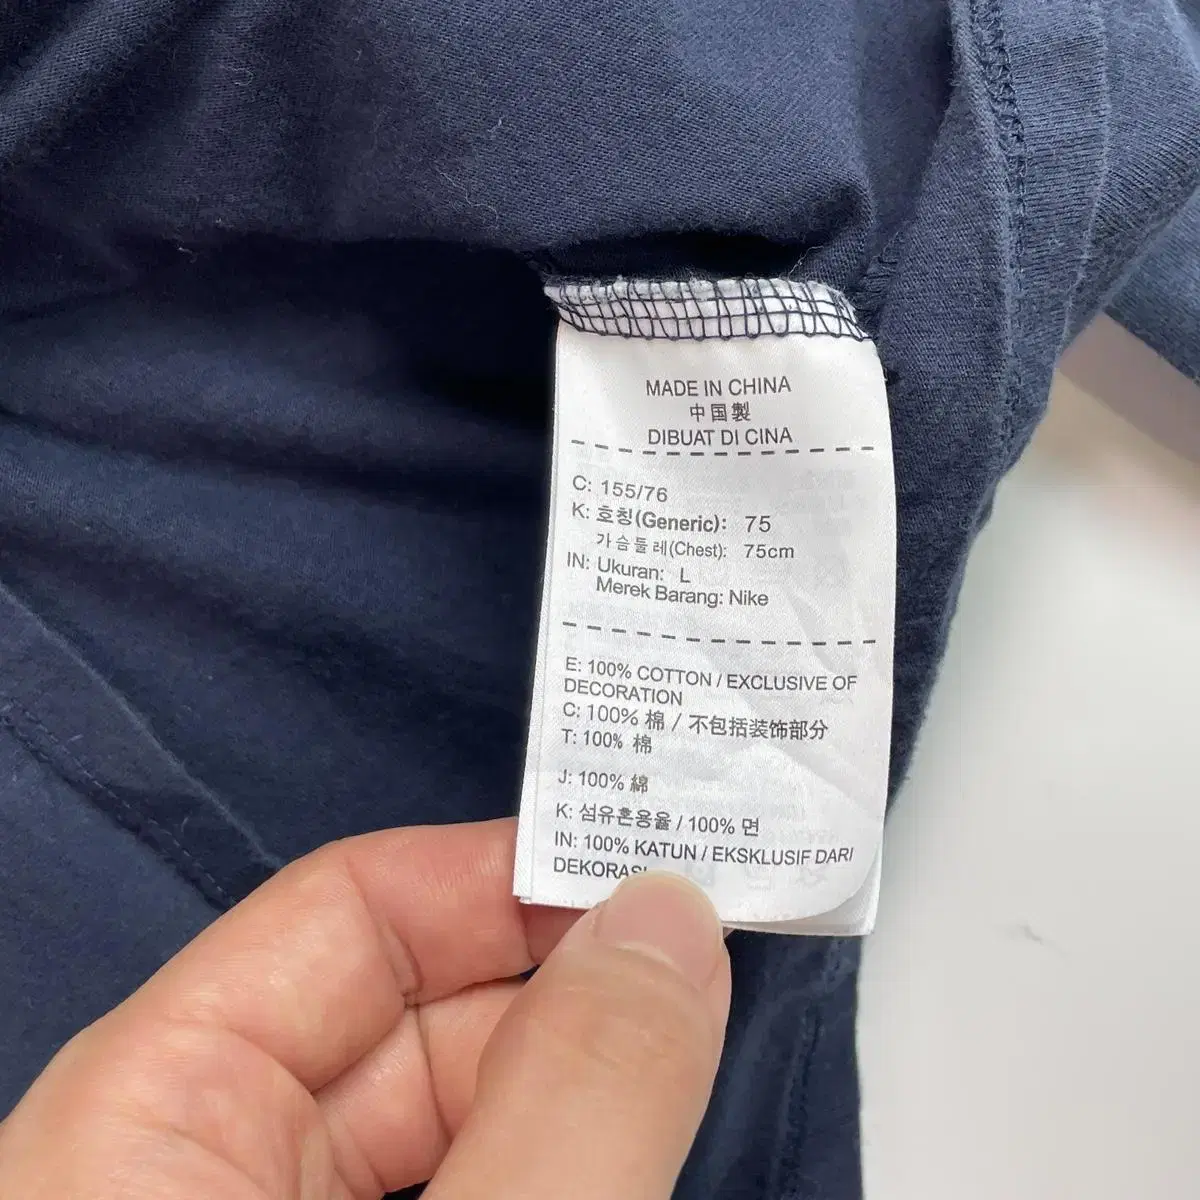 MADE IN CHINA
中国製
DIBUAT DI CINA
C: 155/76
K: 호칭(Generic): 75
가슴둘레(Chest): 75cm
IN: Ukuran: L
Merek Barang: Nike
E: 100% COTTON / EXCLUSIVE OF
DECORATION
C: 100% 棉 / 不包括装饰部分
T: 100% 棉
J: 100% 綿
K: 섬유혼용율 / 100% 면
IN: 100% KATUN / EKSKLUSIF DARI
DEKORASI